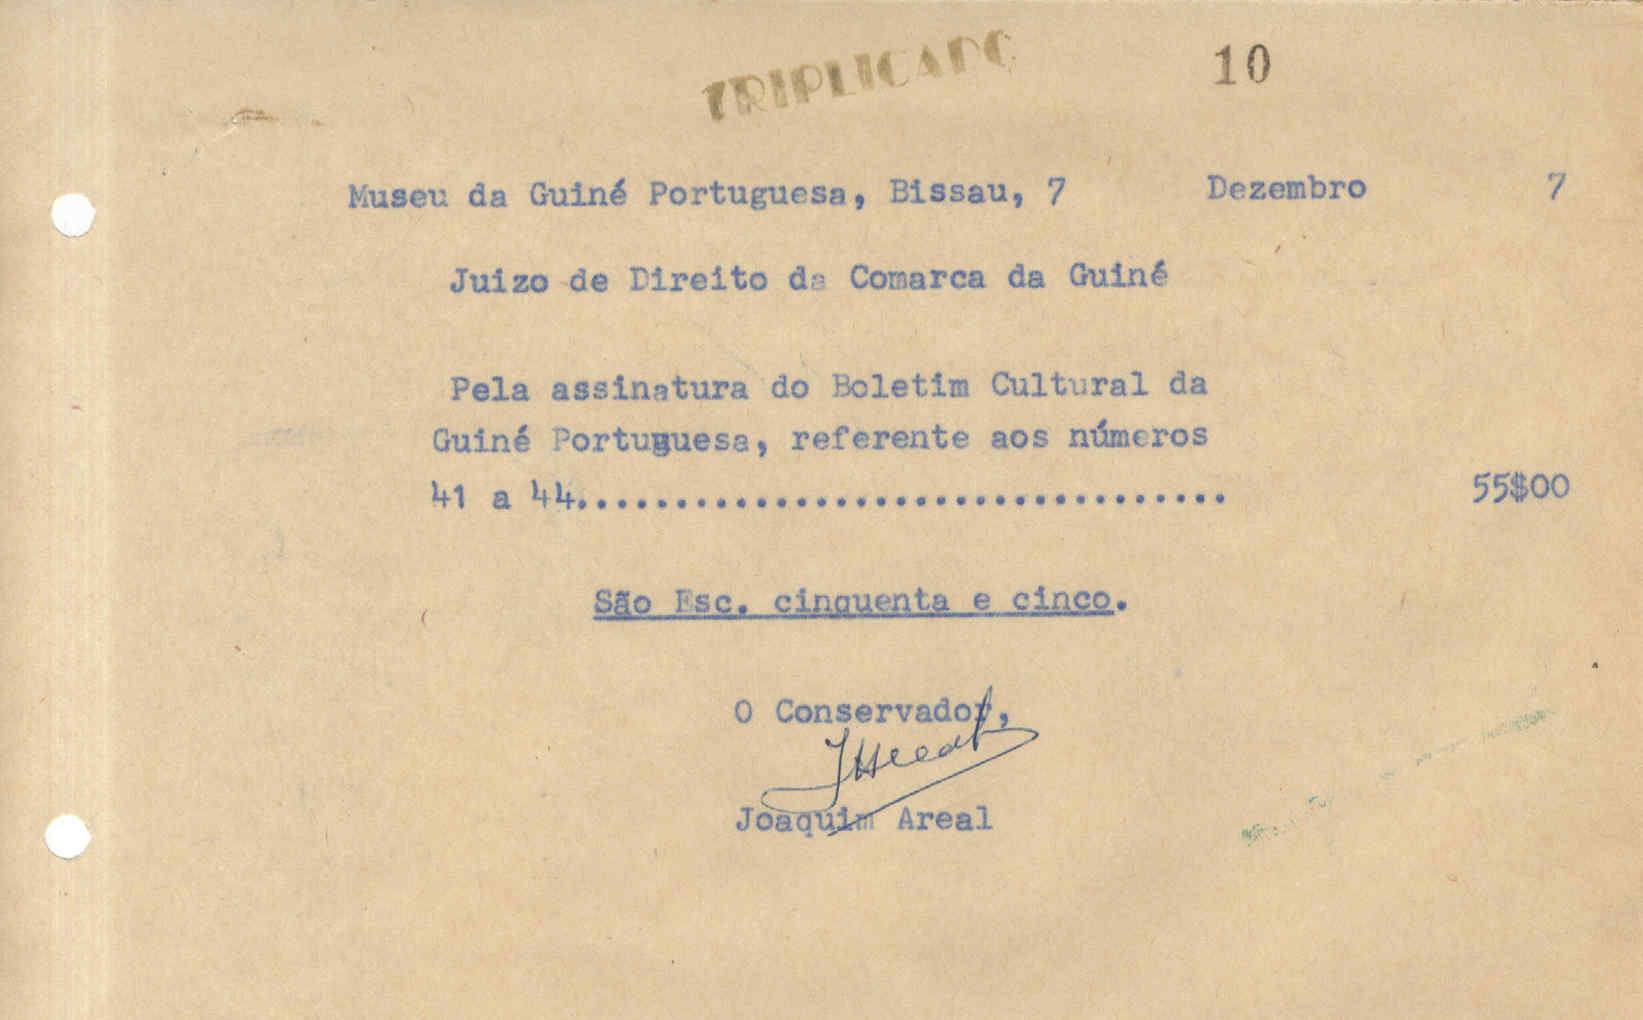 TRIPLICADO
10
Museu da Guiné Portuguesa, Bissau, 7 Dezembro 7
Juizo de Direito da Comarca da Guiné
Pela assinatura do Boletim Cultural da
Guiné Portuguesa, referente aos números
41 a 44................................. 55$00
São Esc. cinquenta e cinco.
O Conservador,
JAreal
Joaquim Areal